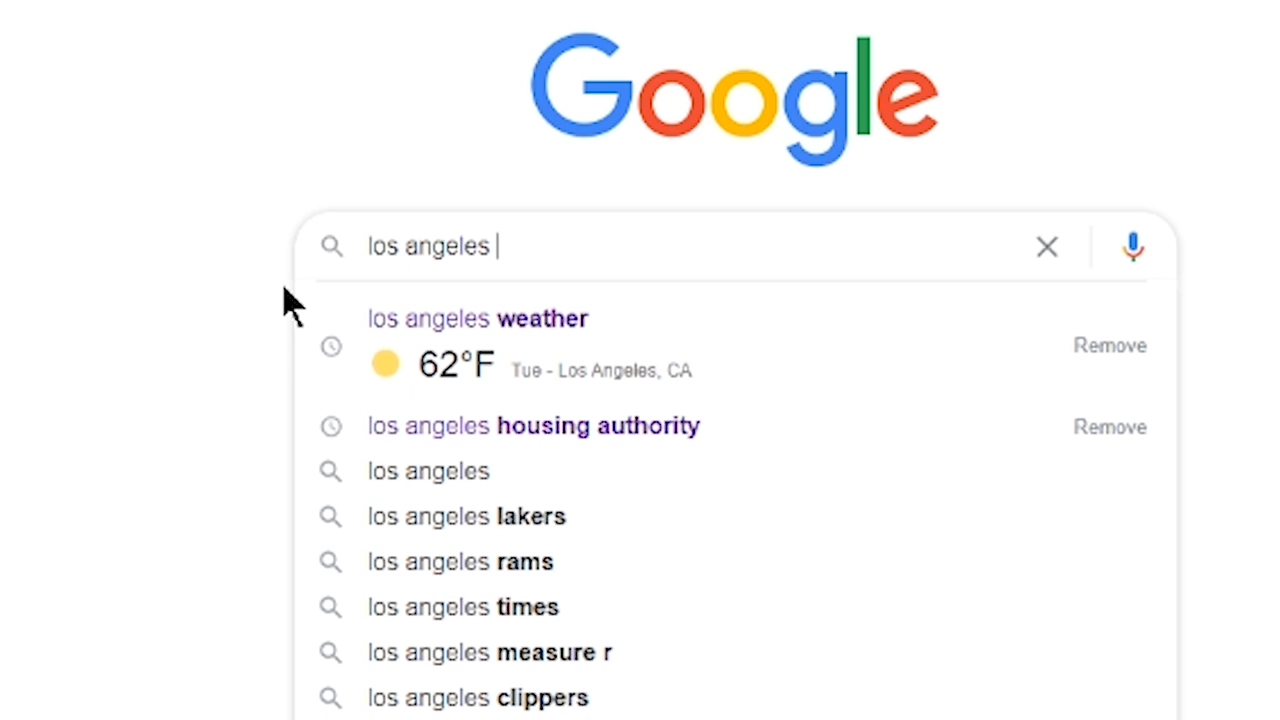 Google
los angeles
los angeles weather
62°F Tue - Los Angeles, CA
Remove
los angeles housing authority Remove
los angeles
los angeles lakers
los angeles rams
los angeles times
los angeles measure r
los angeles clippers